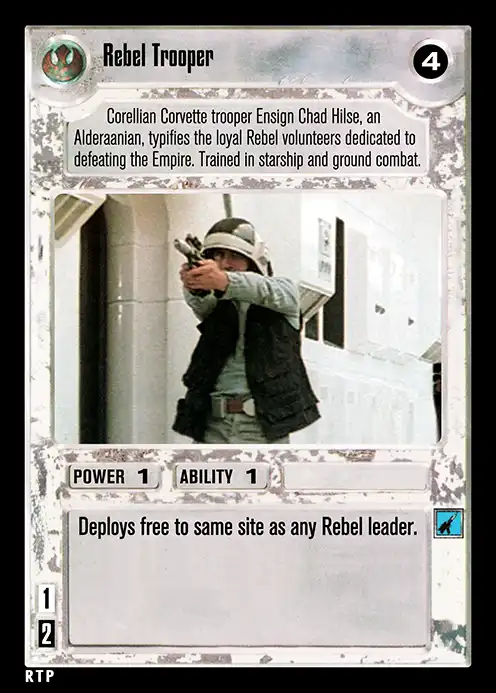 Rebel Trooper
4
Corellian Corvette trooper Ensign Chad Hilse, an
Alderaanian, typifies the loyal Rebel volunteers dedicated to
defeating the Empire. Trained in starship and ground combat.
POWER 1 ABILITY 1
Deploys free to same site as any Rebel leader.
1
2
RTP